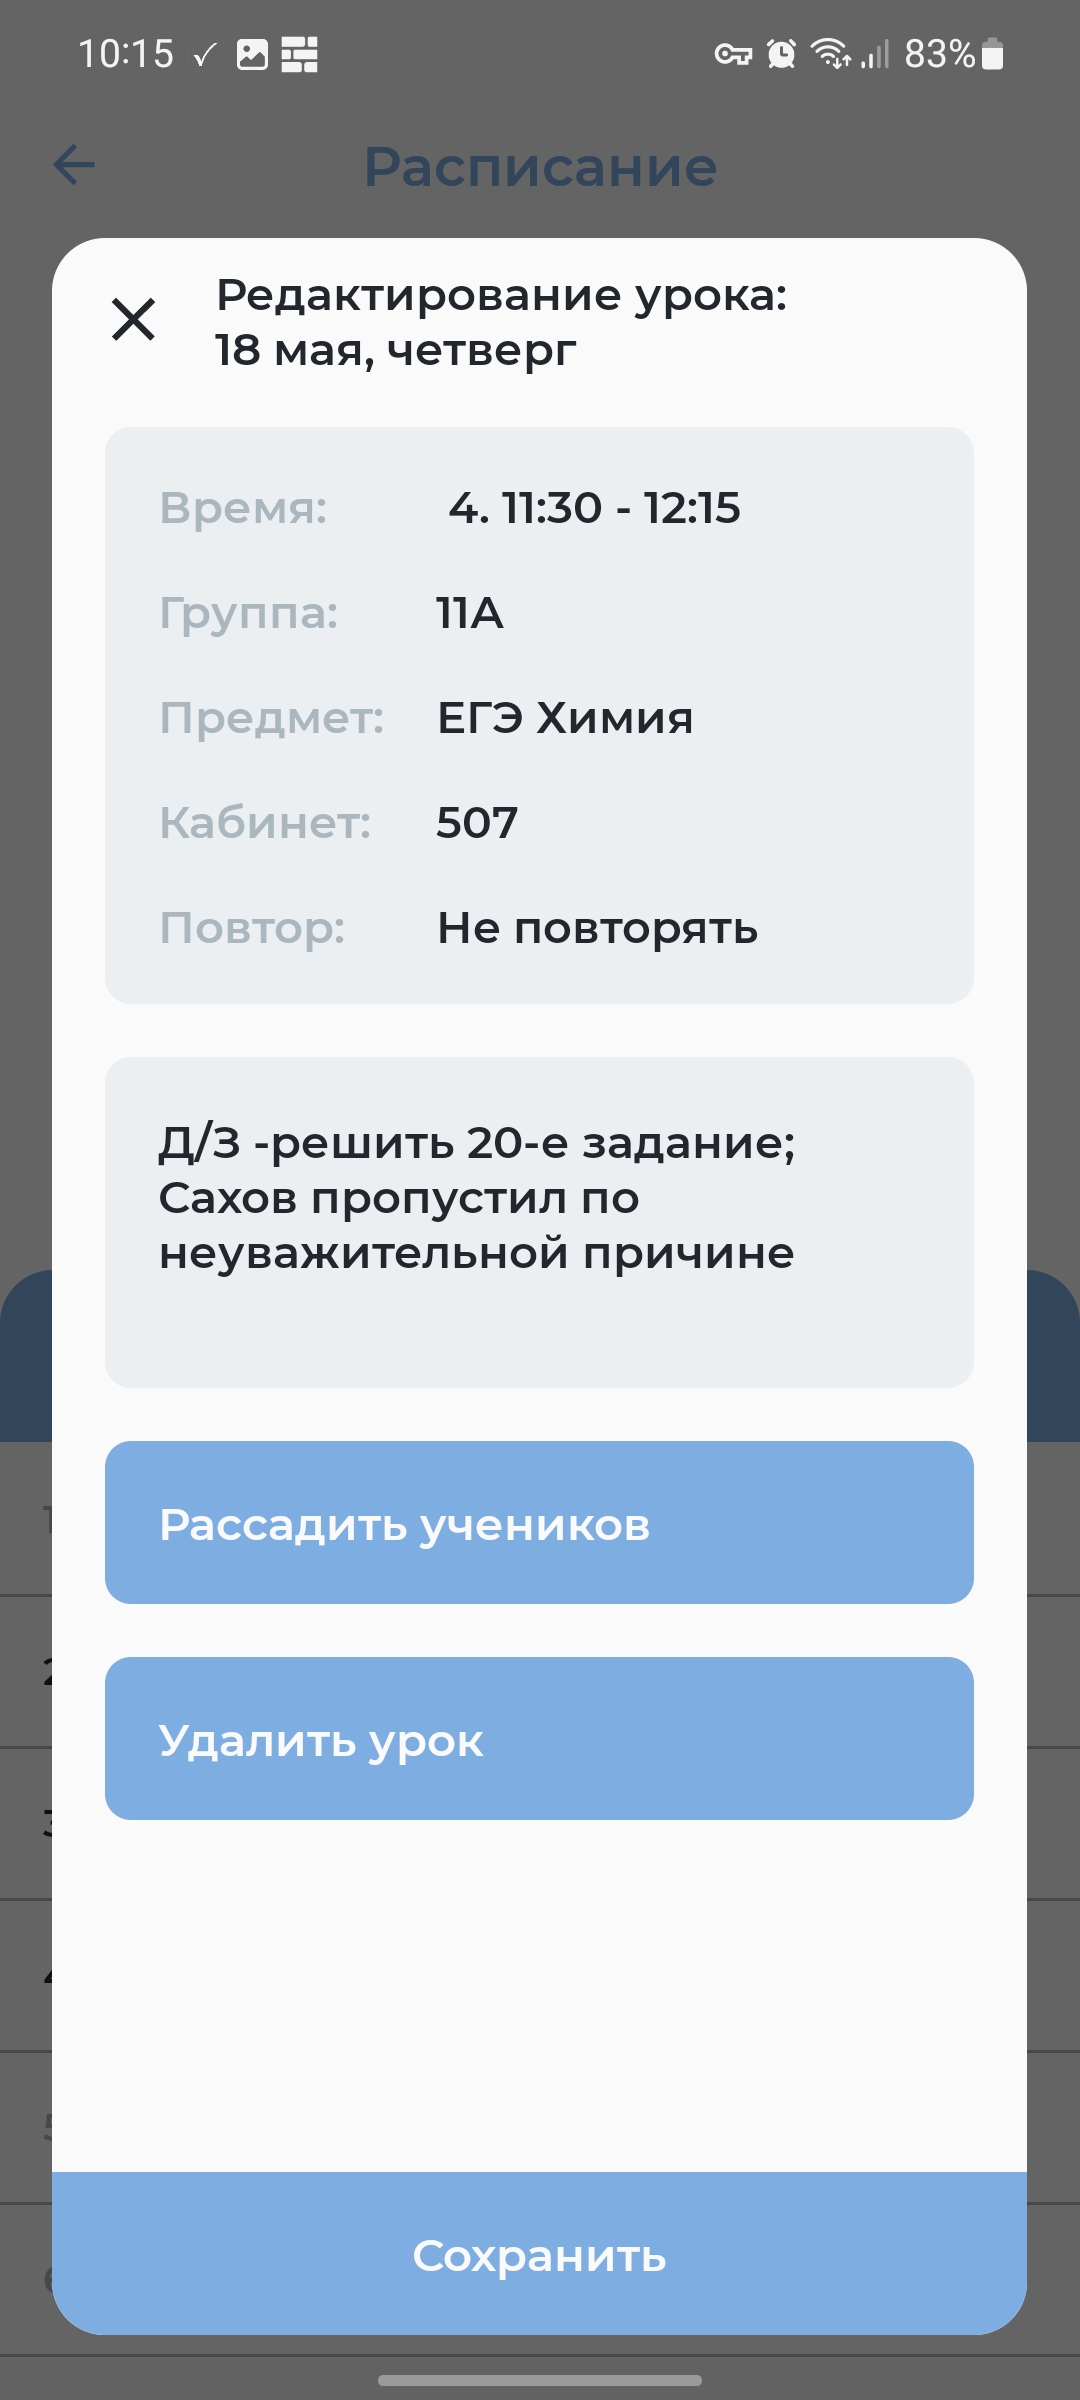 10:15
83%
Расписание
Редактирование урока:
18 мая, четверг
Время: 4. 11:30 - 12:15
Группа: 11А
Предмет: ЕГЭ Химия
Кабинет: 507
Повтор: Не повторять
Д/З -решить 20-е задание;
Сахов пропустил по
неуважительной причине
Рассадить учеников
Удалить урок
Сохранить